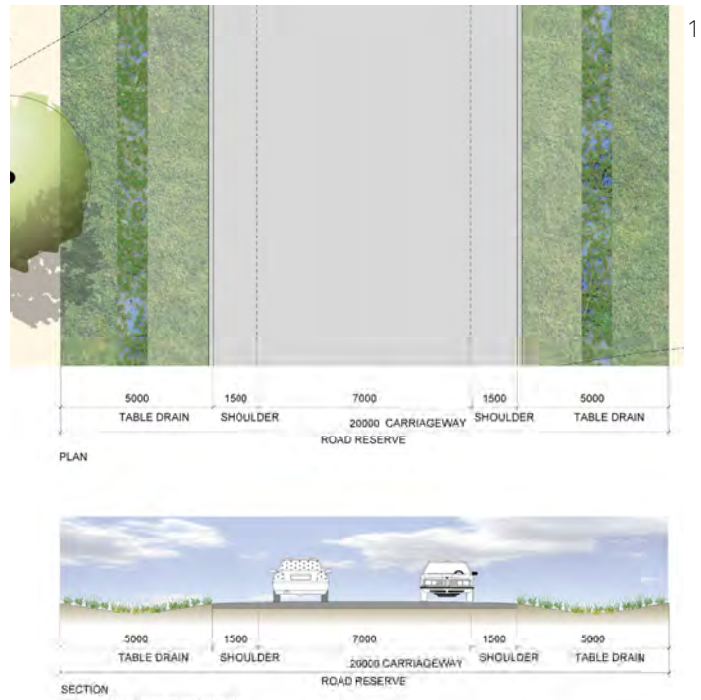 1
5000 1500 7000 1500 5000
TABLE DRAIN SHOULDER 20000 CARRIAGEWAY SHOULDER TABLE DRAIN
ROAD RESERVE
PLAN
5000 1500 7000 1500 5000
TABLE DRAIN SHOULDER 20000 CARRIAGEWAY SHOULDER TABLE DRAIN
ROAD RESERVE
SECTION